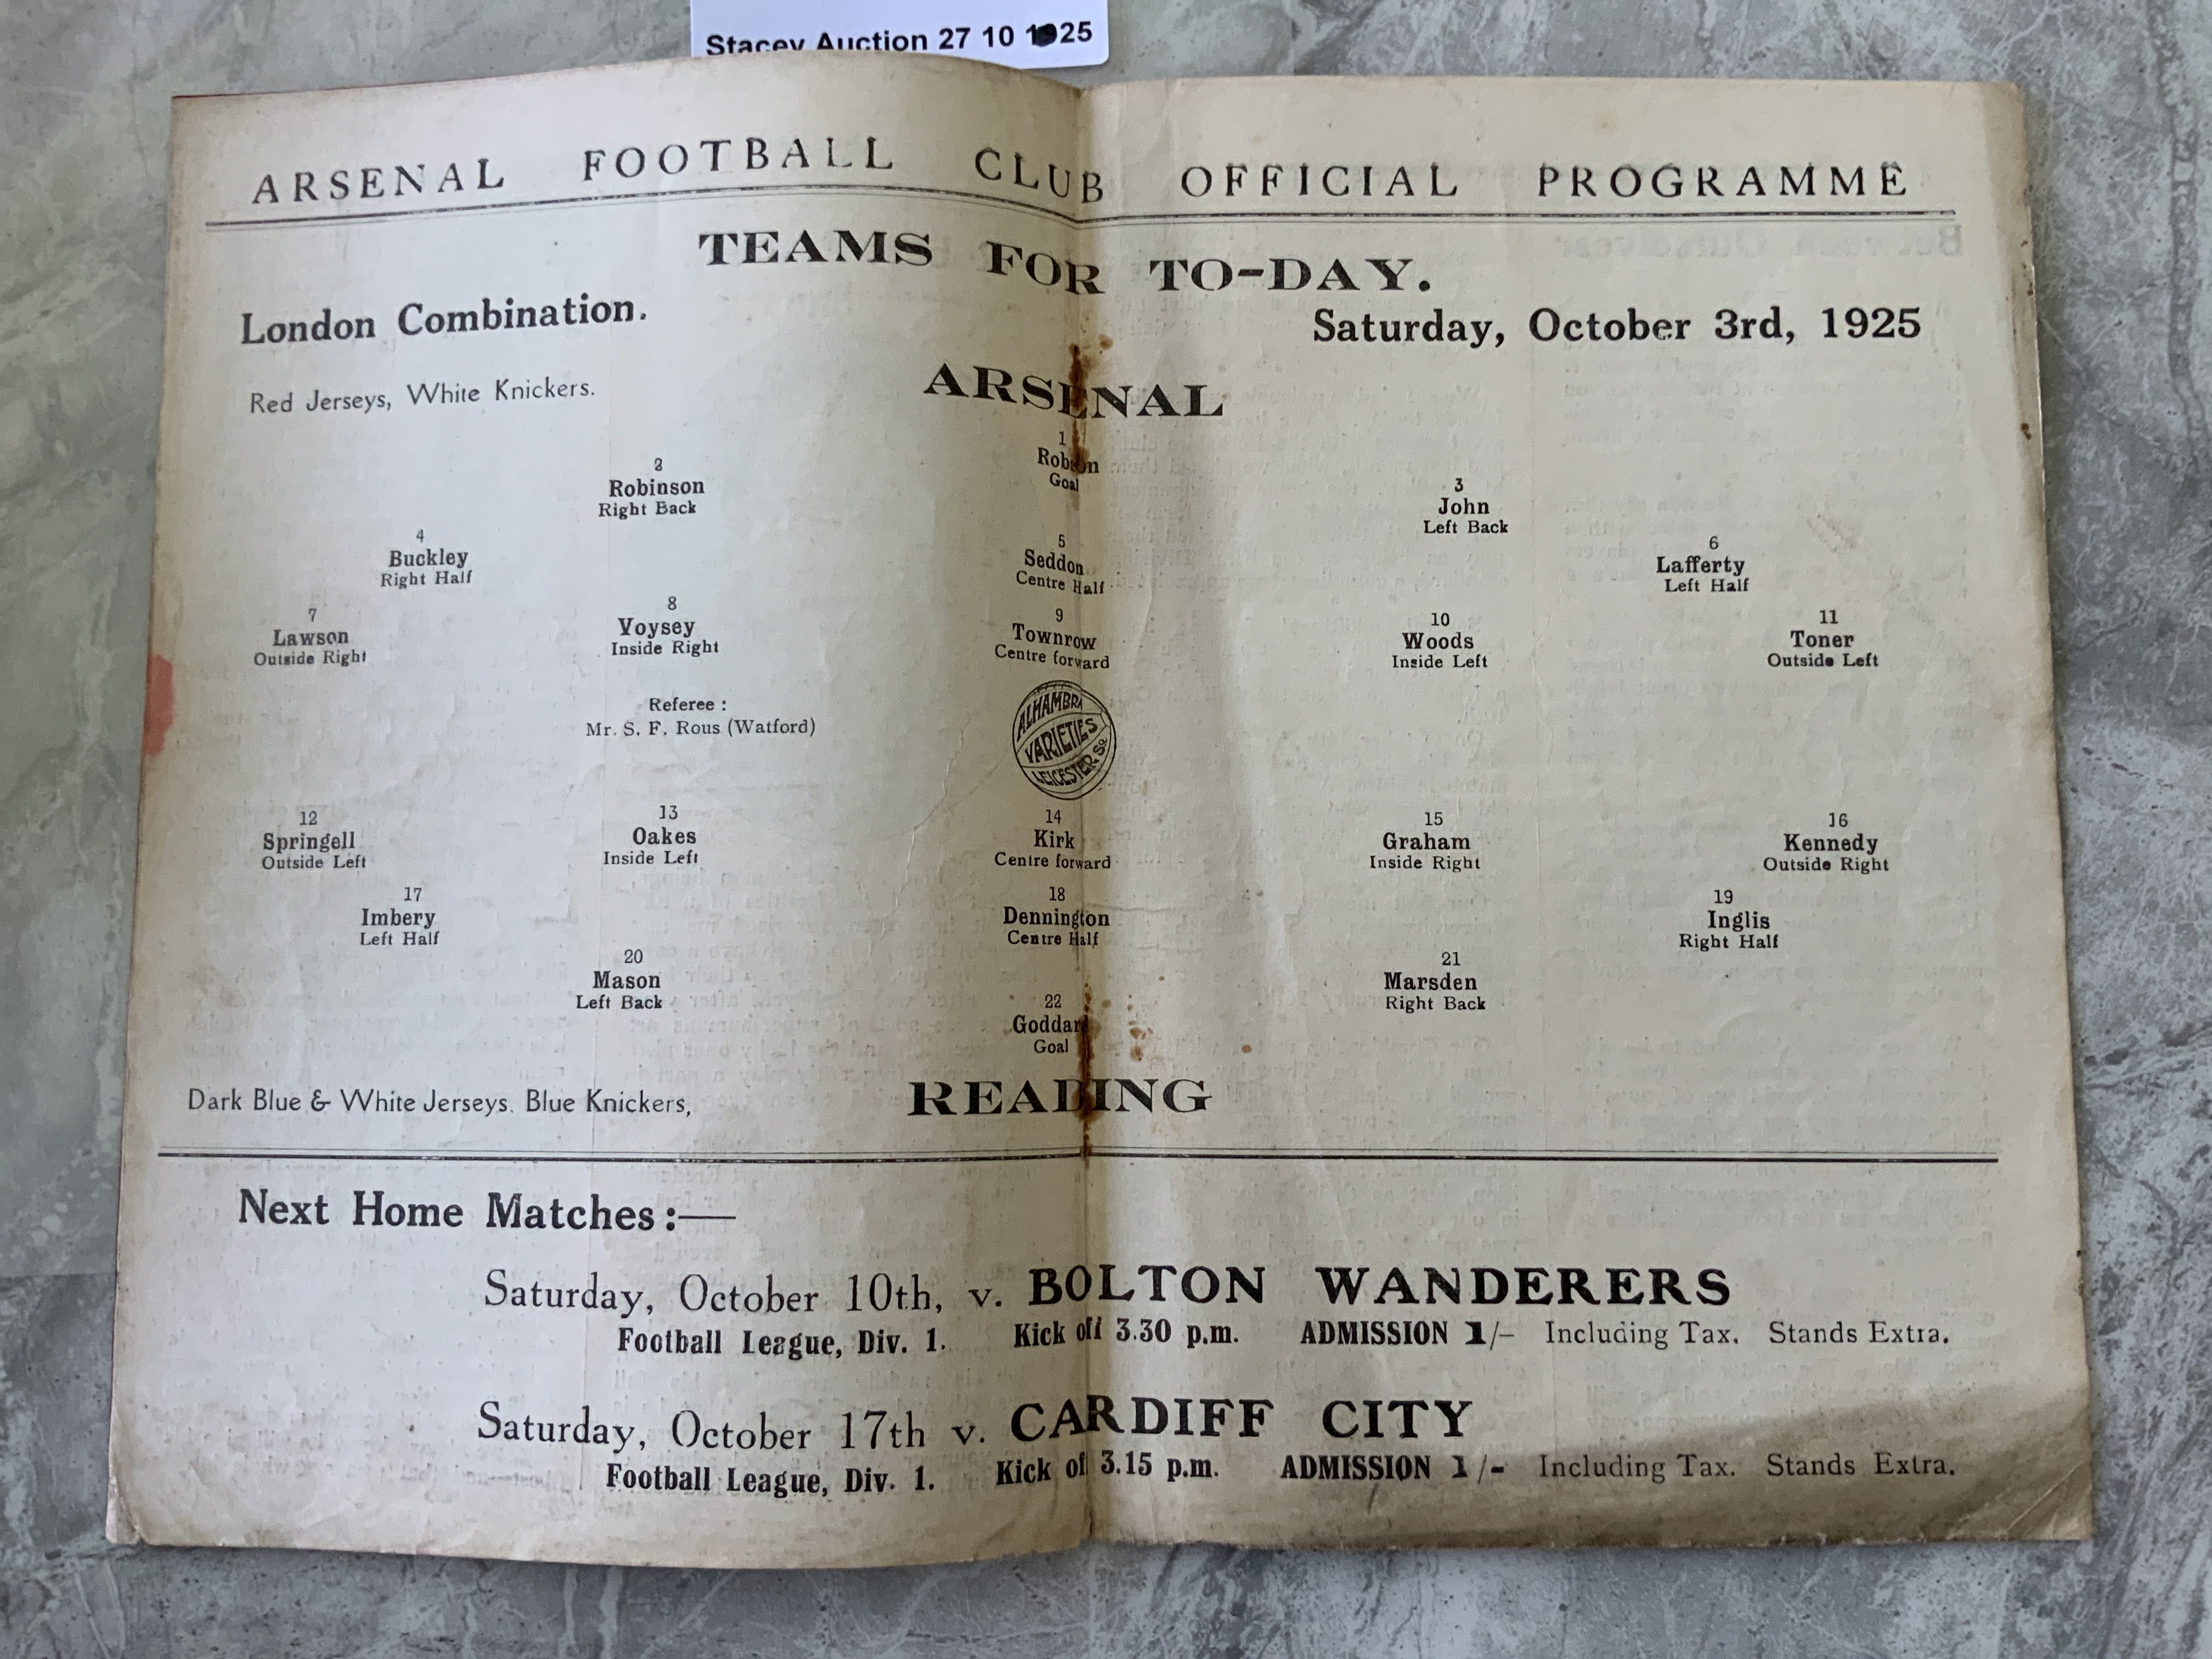 Stacey Auction 27 10 1925
ARSENAL FOOTBALL CLUB OFFICIAL PROGRAMME
TEAMS FOR TO-DAY.
London Combination.
Saturday, October 3rd, 1925
Red Jerseys, White Knickers.
ARSENAL
1
Robson
Goal
2
Robinson
Right Back
3
John
Left Back
4
Buckley
Right Half
5
Seddon
Centre Half
6
Lafferty
Left Half
7
Lawson
Outside Right
8
Voysey
Inside Right
9
Townrow
Centre forward
10
Woods
Inside Left
11
Toner
Outside Left
Referee :
Mr. S. F. Rous (Watford)
ALHAMBRA
VARIETIES
LEICESTER SQ.
12
Springell
Outside Left
13
Oakes
Inside Left
14
Kirk
Centre forward
15
Graham
Inside Right
16
Kennedy
Outside Right
17
Imbery
Left Half
18
Dennington
Centre Half
19
Inglis
Right Half
20
Mason
Left Back
21
Marsden
Right Back
22
Goddard
Goal
Dark Blue & White Jerseys. Blue Knickers,
READING
Next Home Matches :—
Saturday, October 10th, v. BOLTON WANDERERS
Football League, Div. 1. Kick off 3.30 p.m. ADMISSION 1/- Including Tax. Stands Extra.
Saturday, October 17th v. CARDIFF CITY
Football League, Div. 1. Kick of 3.15 p.m. ADMISSION 1/- Including Tax. Stands Extra.